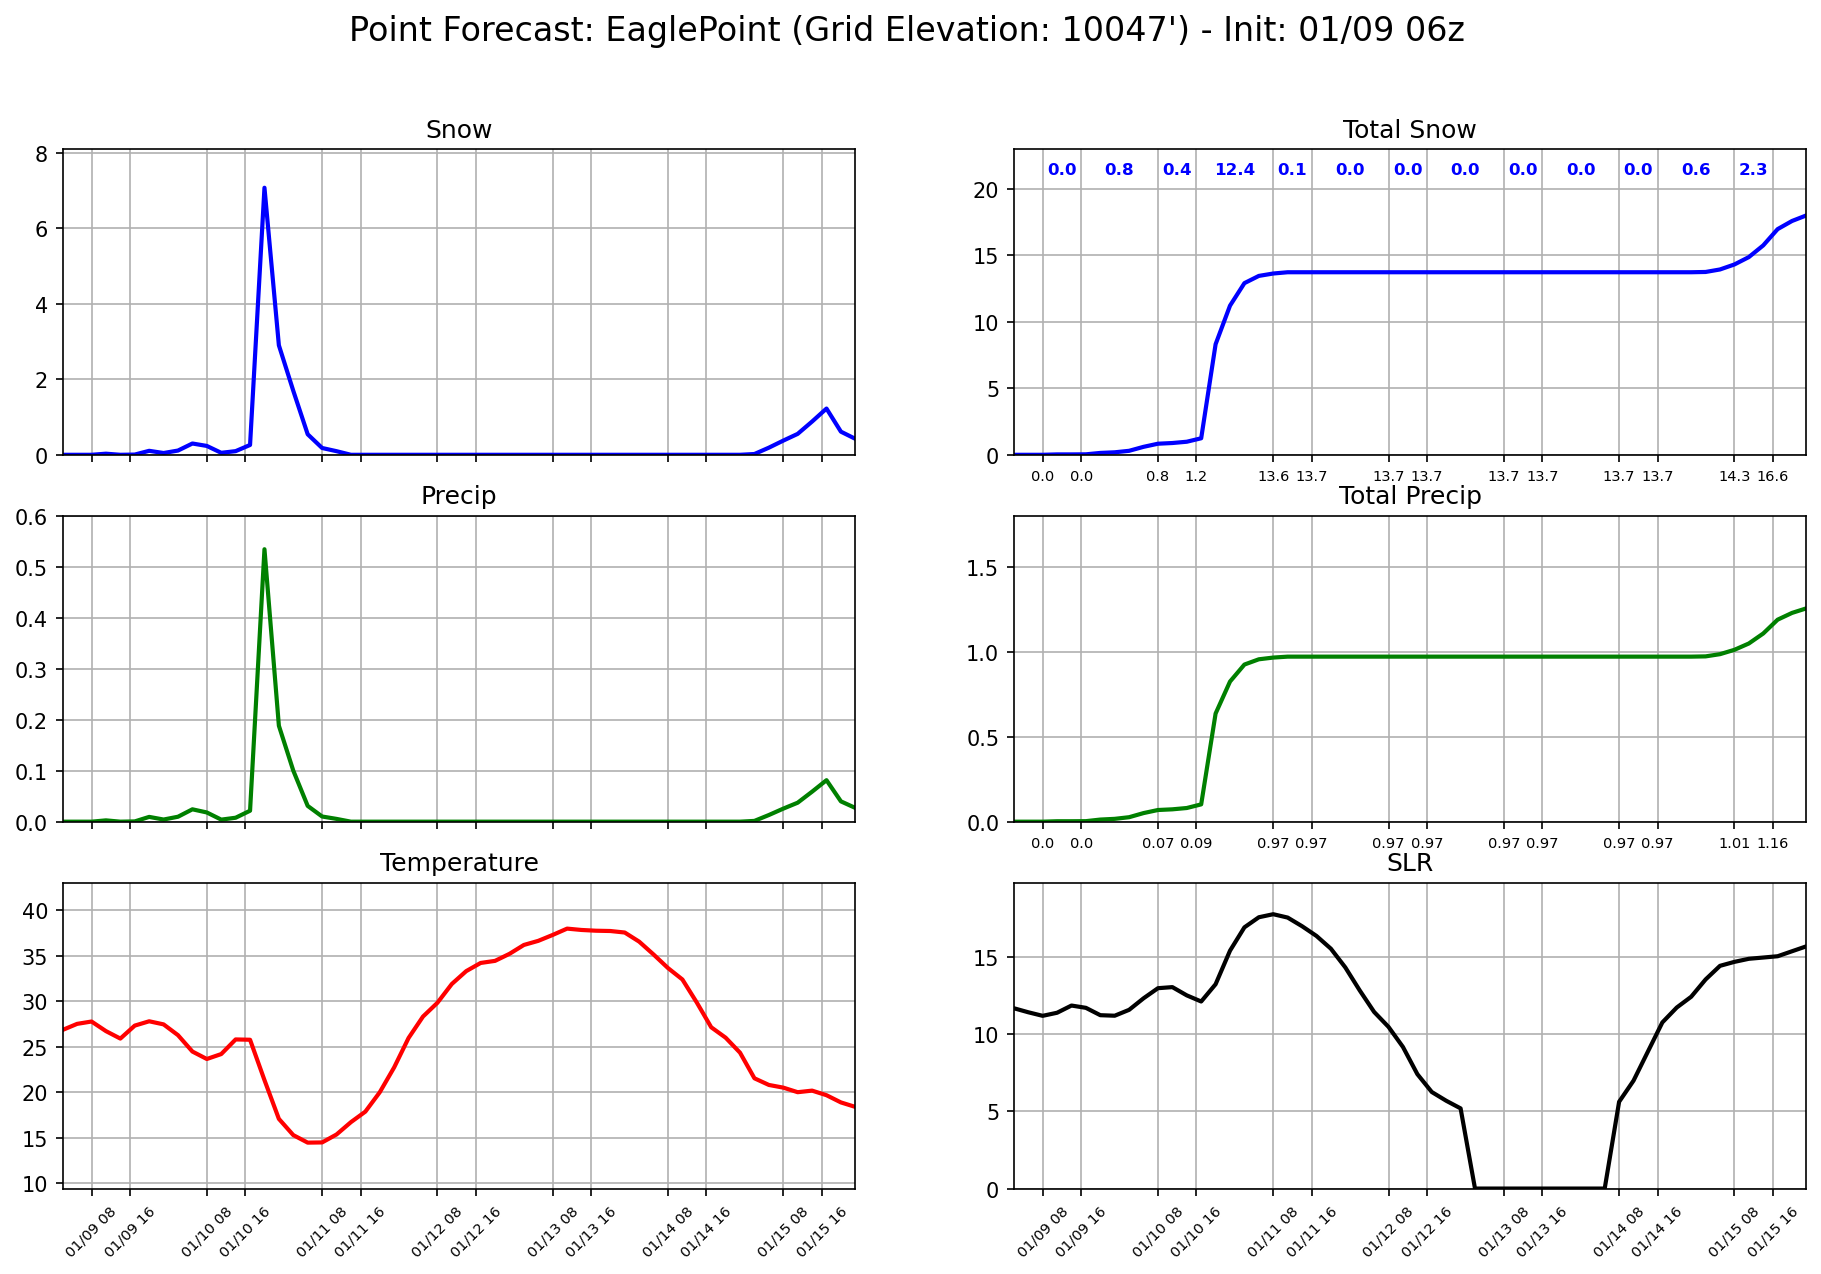 Point Forecast: EaglePoint (Grid Elevation: 10047') - Init: 01/09 06z
Snow
8
6
4
2
0
Total Snow
0.0 0.8 0.4 12.4 0.1 0.0 0.0 0.0 0.0 0.0 0.0 0.6 2.3
20
15
10
5
0
0.0 0.0 0.8 1.2 13.6 13.7 13.7 13.7 13.7 13.7 13.7 13.7 14.3 16.6
Precip
0.6
0.5
0.4
0.3
0.2
0.1
0.0
Total Precip
1.5
1.0
0.5
0.0
0.0 0.0 0.07 0.09 0.97 0.97 0.97 0.97 0.97 0.97 0.97 0.97 1.01 1.16
Temperature
40
35
30
25
20
15
10
01/09 08 01/09 16 01/10 08 01/10 16 01/11 08 01/11 16 01/12 08 01/12 16 01/13 08 01/13 16 01/14 08 01/14 16 01/15 08 01/15 16
SLR
15
10
5
0
01/09 08 01/09 16 01/10 08 01/10 16 01/11 08 01/11 16 01/12 08 01/12 16 01/13 08 01/13 16 01/14 08 01/14 16 01/15 08 01/15 16